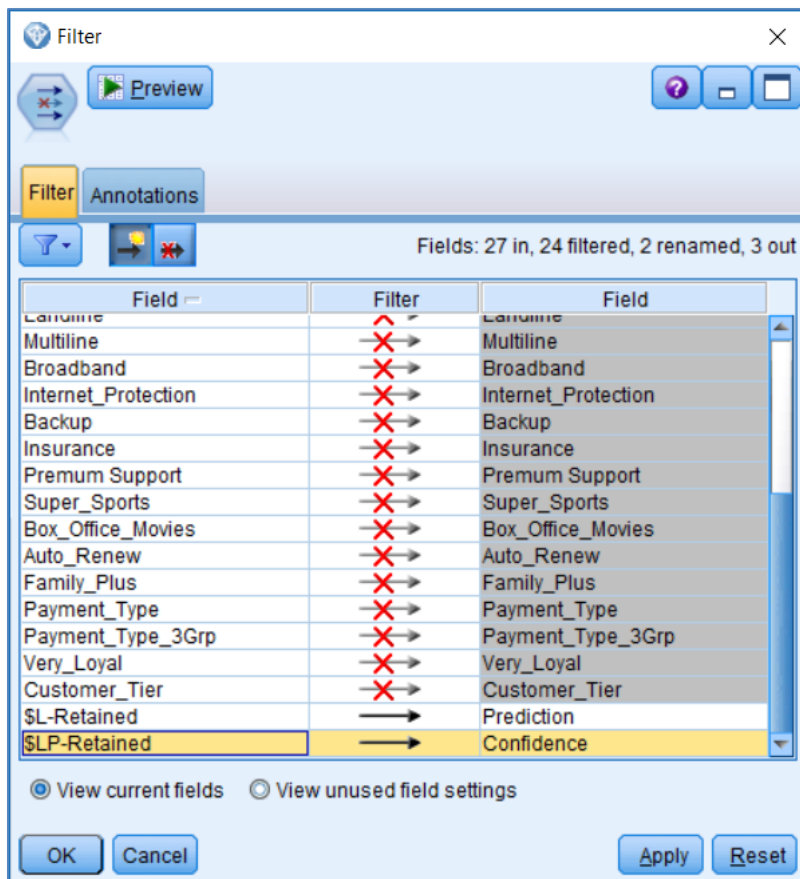 Filter
Preview
Filter Annotations
Fields: 27 in, 24 filtered, 2 renamed, 3 out
Field Filter Field
Landline Landline
Multiline Multiline
Broadband Broadband
Internet_Protection Internet_Protection
Backup Backup
Insurance Insurance
Premum Support Premum Support
Super_Sports Super_Sports
Box_Office_Movies Box_Office_Movies
Auto_Renew Auto_Renew
Family_Plus Family_Plus
Payment_Type Payment_Type
Payment_Type_3Grp Payment_Type_3Grp
Very_Loyal Very_Loyal
Customer_Tier Customer_Tier
$L-Retained Prediction
$LP-Retained Confidence
View current fields View unused field settings
OK Cancel Apply Reset